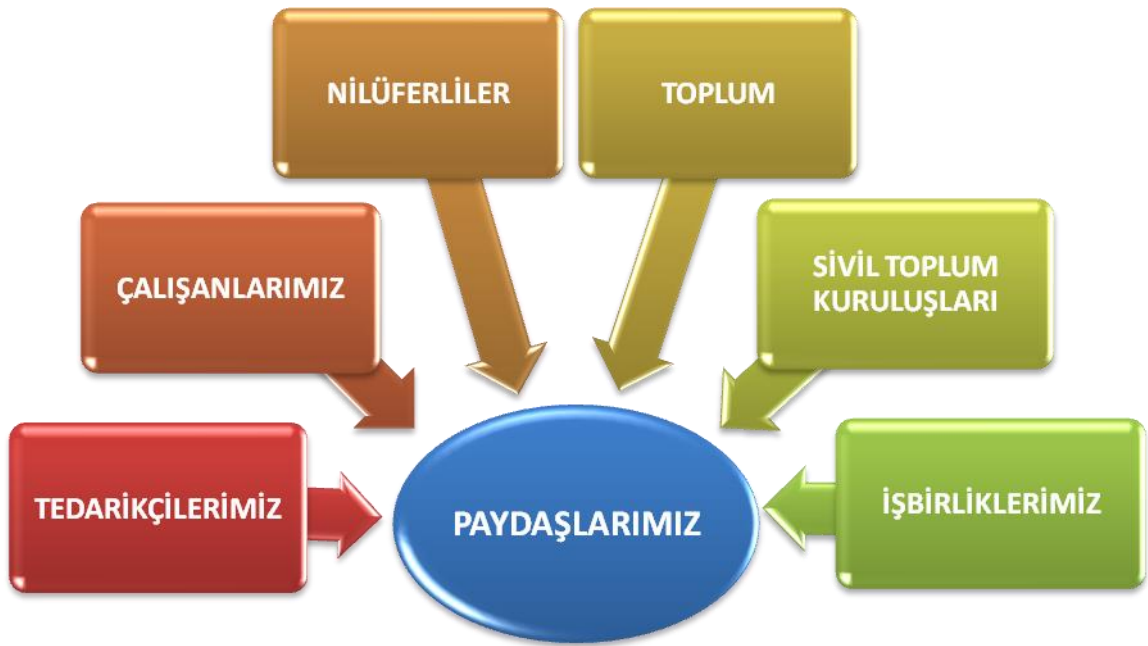 NİLÜFERLİLER
TOPLUM
ÇALIŞANLARIMIZ
SİVİL TOPLUM
KURULUŞLARI
TEDARİKÇİLERİMİZ
PAYDAŞLARIMIZ
İŞBİRLİKLERİMİZ